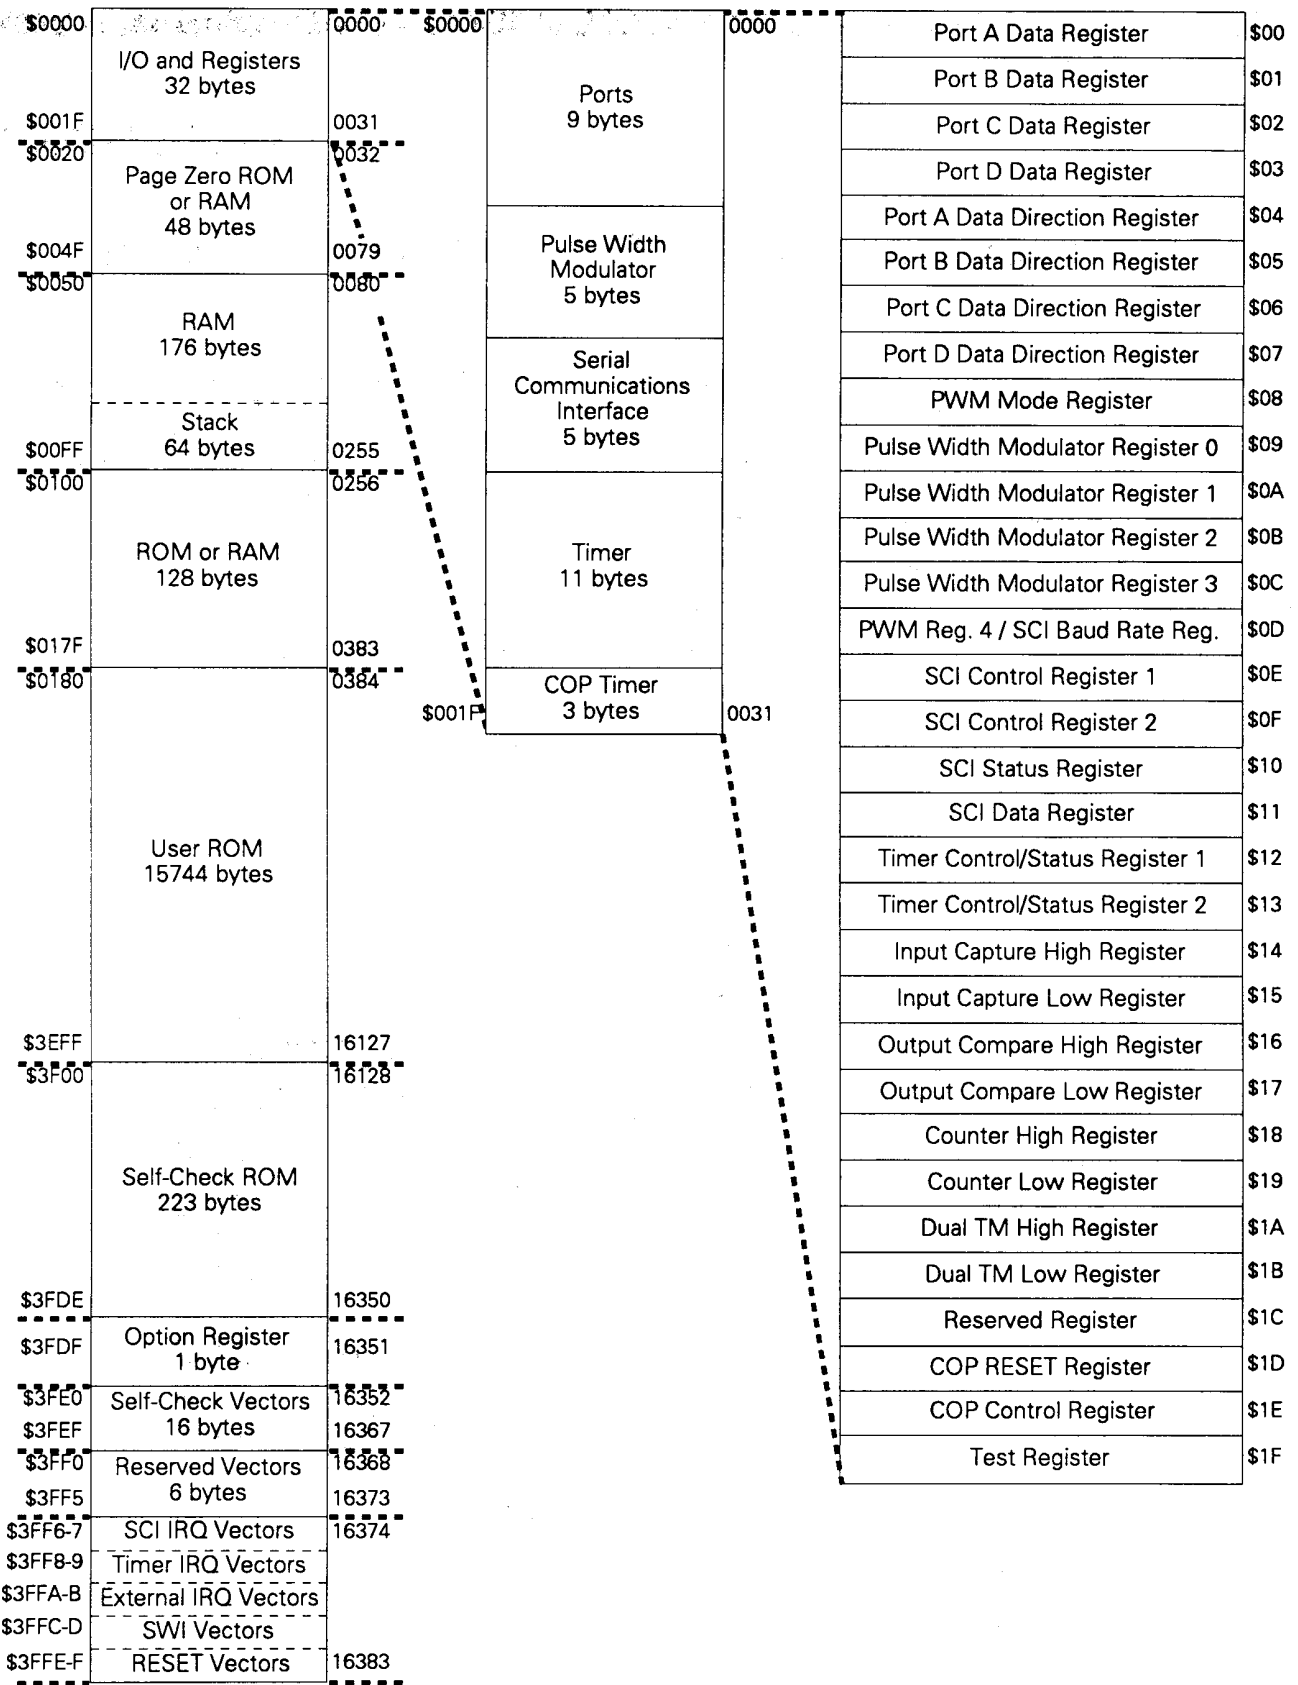 $0000
0000
I/O and Registers
32 bytes
$001F
0031
$0020
0032
Page Zero ROM
or RAM
48 bytes
$004F
0079
$0050
0080
RAM
176 bytes
Stack
64 bytes
$00FF
0255
$0100
0256
ROM or RAM
128 bytes
$017F
0383
$0180
0384
User ROM
15744 bytes
$3EFF
16127
$3F00
16128
Self-Check ROM
223 bytes
$3FDE
16350
Option Register
1 byte
$3FDF
16351
$3FE0
16352
Self-Check Vectors
16 bytes
$3FEF
16367
$3FF0
16368
Reserved Vectors
6 bytes
$3FF5
16373
$3FF6-7
SCI IRQ Vectors
16374
$3FF8-9
Timer IRQ Vectors
$3FFA-B
External IRQ Vectors
$3FFC-D
SWI Vectors
$3FFE-F
RESET Vectors
16383
$0000
0000
Ports
9 bytes
Pulse Width
Modulator
5 bytes
Serial
Communications
Interface
5 bytes
Timer
11 bytes
COP Timer
3 bytes
$001F
0031
Port A Data Register $00
Port B Data Register $01
Port C Data Register $02
Port D Data Register $03
Port A Data Direction Register $04
Port B Data Direction Register $05
Port C Data Direction Register $06
Port D Data Direction Register $07
PWM Mode Register $08
Pulse Width Modulator Register 0 $09
Pulse Width Modulator Register 1 $0A
Pulse Width Modulator Register 2 $0B
Pulse Width Modulator Register 3 $0C
PWM Reg. 4 / SCI Baud Rate Reg. $0D
SCI Control Register 1 $0E
SCI Control Register 2 $0F
SCI Status Register $10
SCI Data Register $11
Timer Control/Status Register 1 $12
Timer Control/Status Register 2 $13
Input Capture High Register $14
Input Capture Low Register $15
Output Compare High Register $16
Output Compare Low Register $17
Counter High Register $18
Counter Low Register $19
Dual TM High Register $1A
Dual TM Low Register $1B
Reserved Register $1C
COP RESET Register $1D
COP Control Register $1E
Test Register $1F